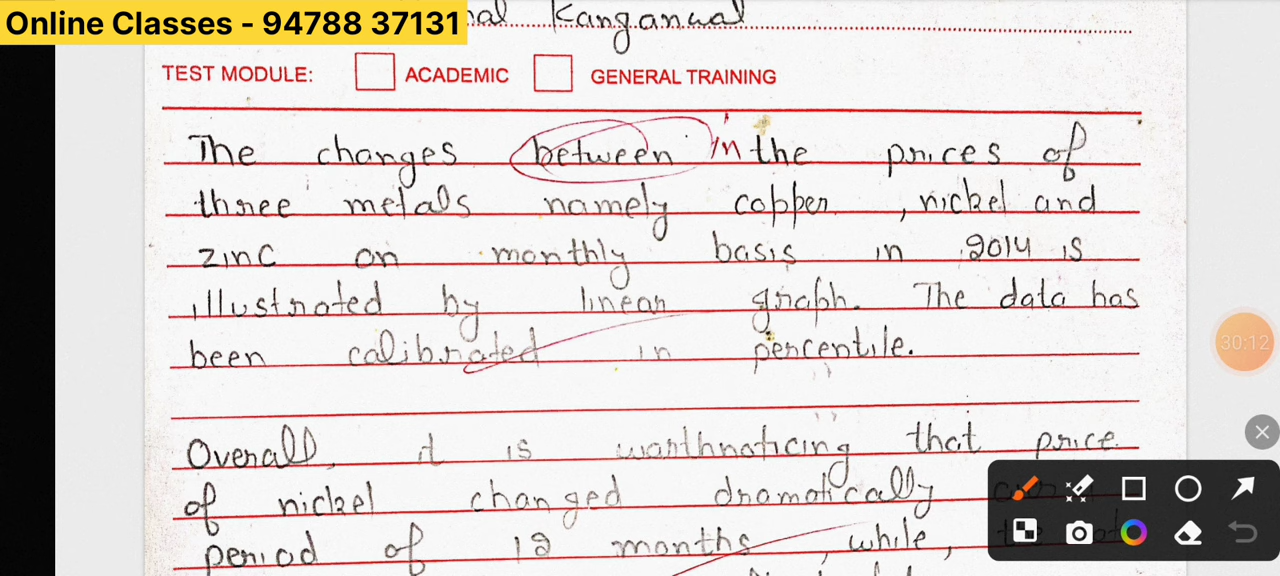 Online Classes - 94788 37131
nal Kanganwal
TEST MODULE: ACADEMIC GENERAL TRAINING
The changes between in the prices of
three metals namely copper, nickel and
zinc on monthly basis in 2014 is
illustrated by linear graph. The data has
been calibrated in percentile.
30:12
Overall, it is worthnoticing that price
of nickel changed dramatically
period of 12 months, while,